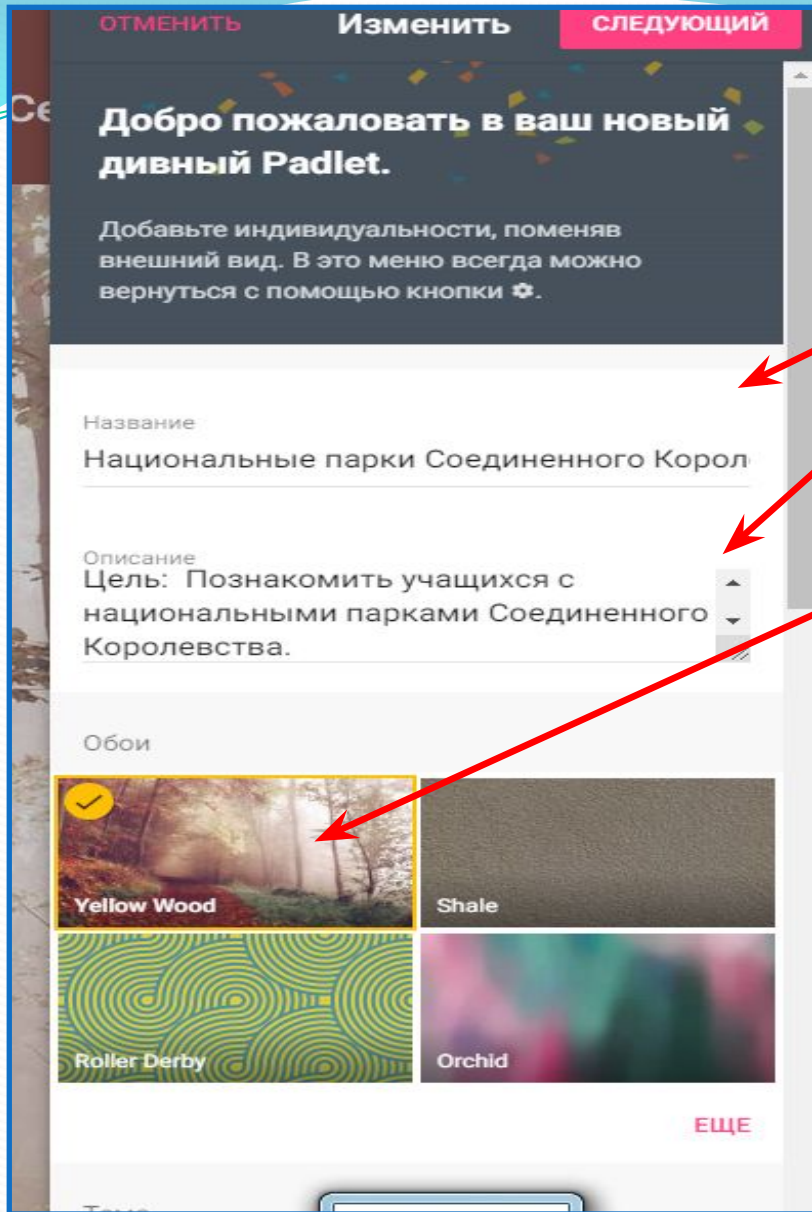 ОТМЕНИТЬ Изменить СЛЕДУЮЩИЙ
Се
Добро пожаловать в ваш новый
дивный Padlet.
Добавьте индивидуальности, поменяв
внешний вид. В это меню всегда можно
вернуться с помощью кнопки ⚙.
Название
Национальные парки Соединенного Корол
Описание
Цель: Познакомить учащихся с
национальными парками Соединенного
Королевства.
Обои
Yellow Wood
Shale
Roller Derby
Orchid
ЕЩЕ